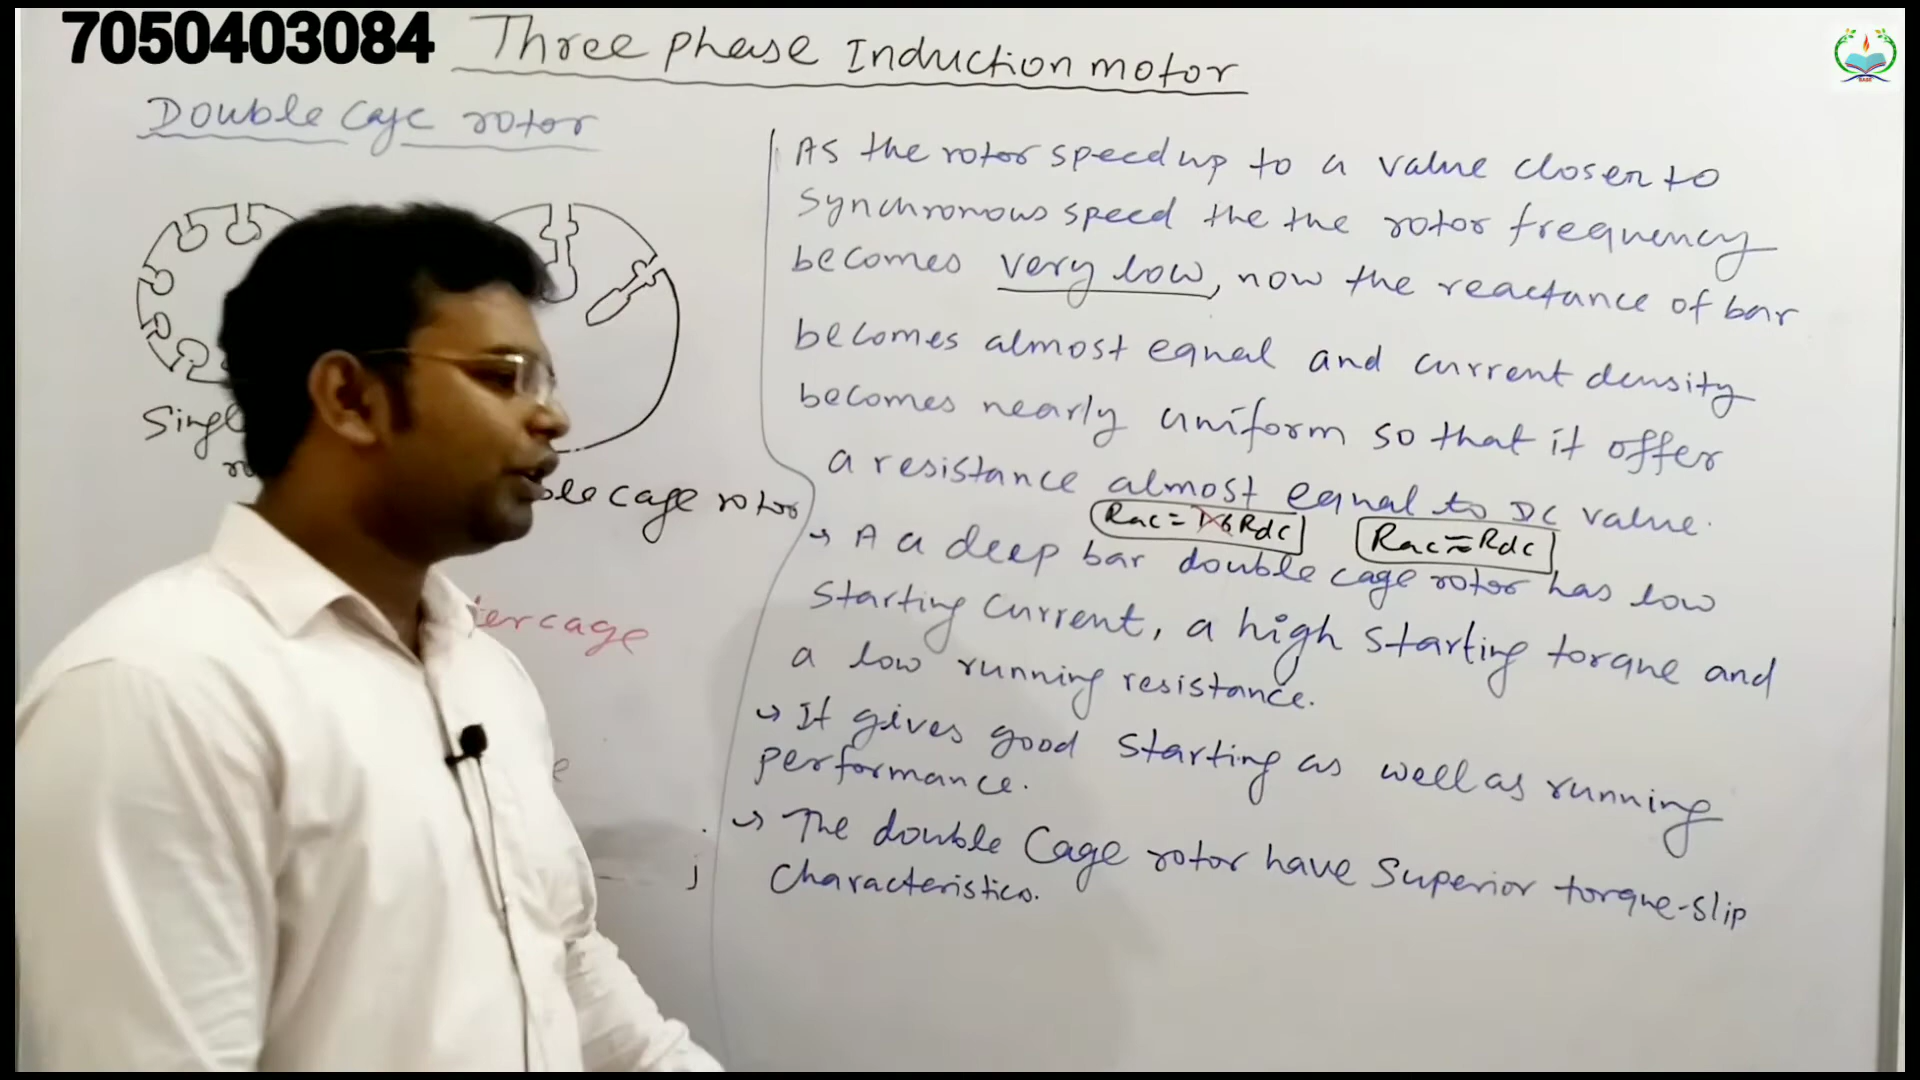 7050403084 Three phase Induction motor
Double Cage rotor
As the rotor speed up to a value closer to
synchronous speed the the rotor frequency
becomes very low, now the reactance of bar
becomes almost equal and current density
becomes nearly uniform so that it offer
a resistance almost equal to DC value.
Rac = Rdc Rac ≈ Rdc
→ A a deep bar double cage rotor has low
starting current, a high starting torque and
a low running resistance.
→ It gives good starting as well as running
performance.
→ The double Cage rotor have superior torque-slip
characteristics.
Singl
cage rotor
cage